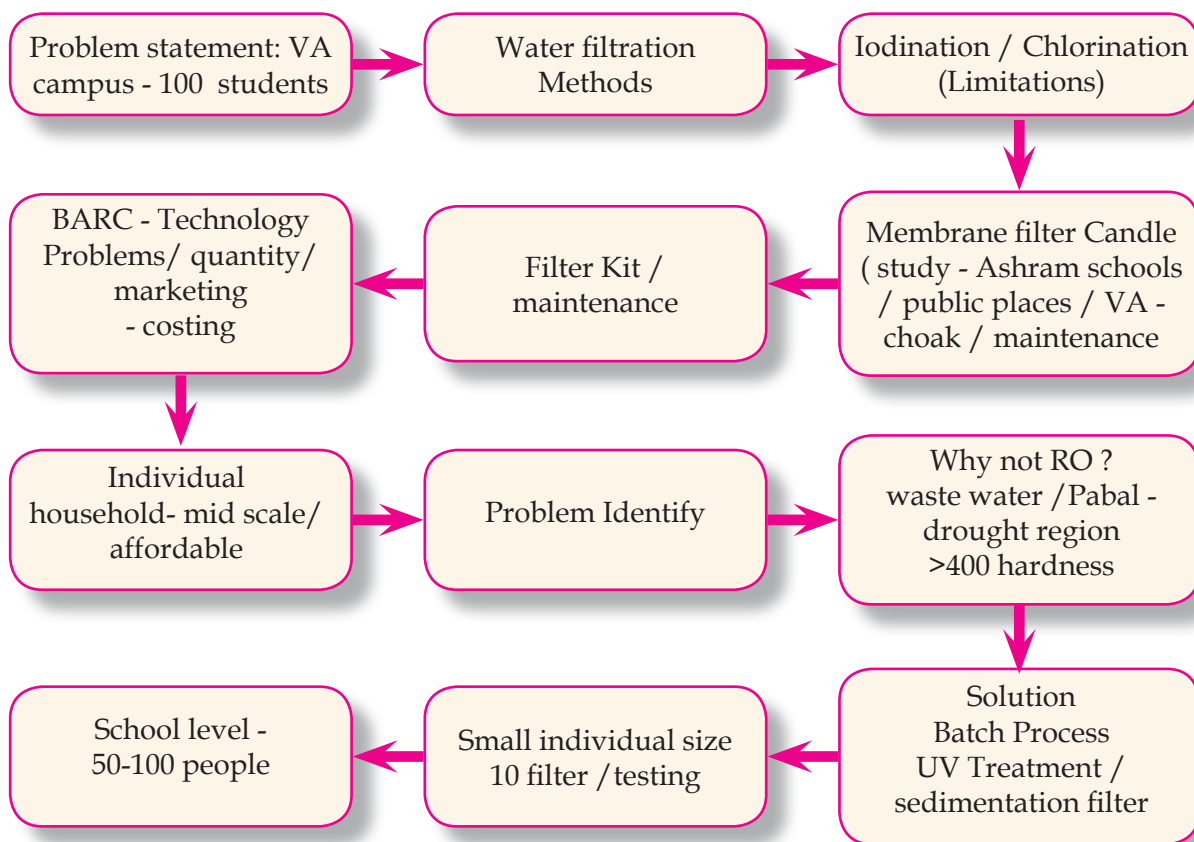 Problem statement: VA
campus - 100 students
Water filtration
Methods
Iodination / Chlorination
(Limitations)
Membrane filter Candle
( study - Ashram schools
/ public places / VA -
choak / maintenance
Filter Kit /
maintenance
BARC - Technology
Problems/ quantity/
marketing
- costing
Individual
household- mid scale/
affordable
Problem Identify
Why not RO ?
waste water /Pabal -
drought region
>400 hardness
Solution
Batch Process
UV Treatment /
sedimentation filter
Small individual size
10 filter /testing
School level -
50-100 people